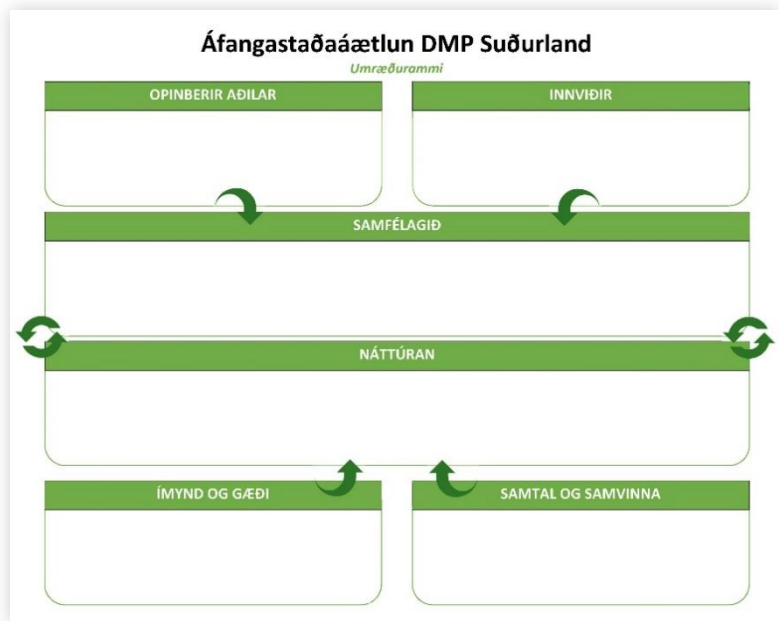 Áfangastaðaáætlun DMP Suðurland
Umræðurammi
OPINBERIR AÐILAR
INNVIÐIR
SAMFÉLAGIÐ
NÁTTÚRAN
ÍMYND OG GÆÐI
SAMTAL OG SAMVINNA